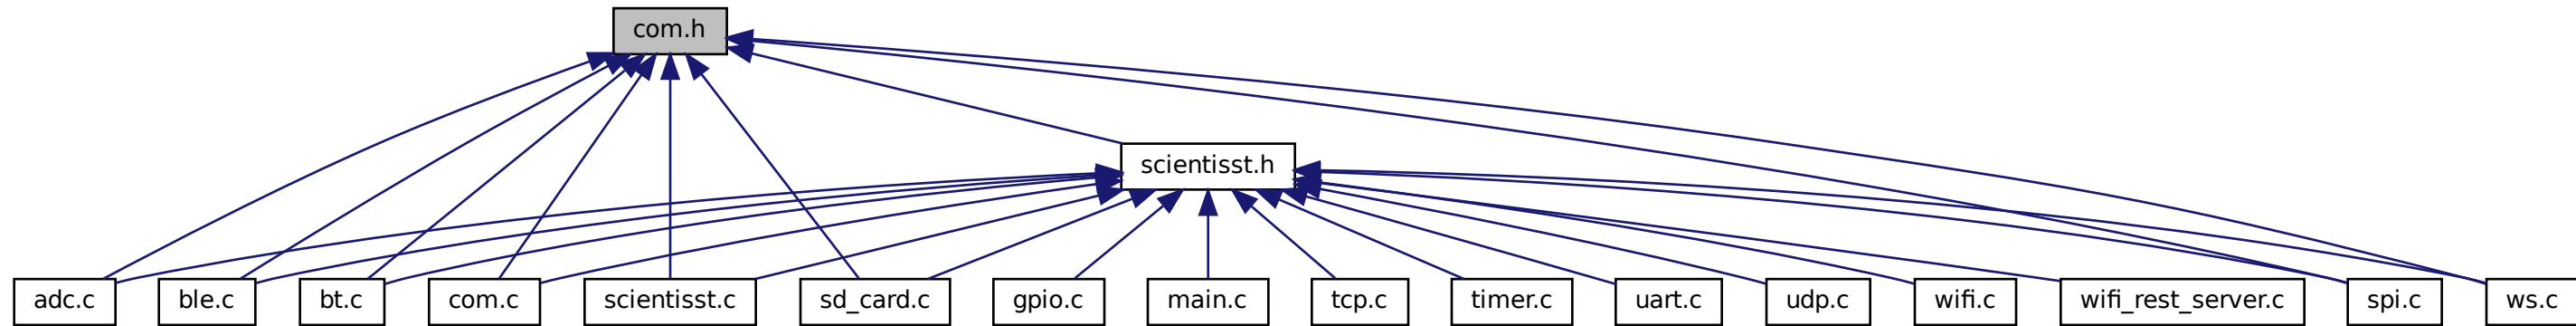 com.h
scientisst.h
adc.c
ble.c
bt.c
com.c
scientisst.c
sd_card.c
gpio.c
main.c
tcp.c
timer.c
uart.c
udp.c
wifi.c
wifi_rest_server.c
spi.c
ws.c